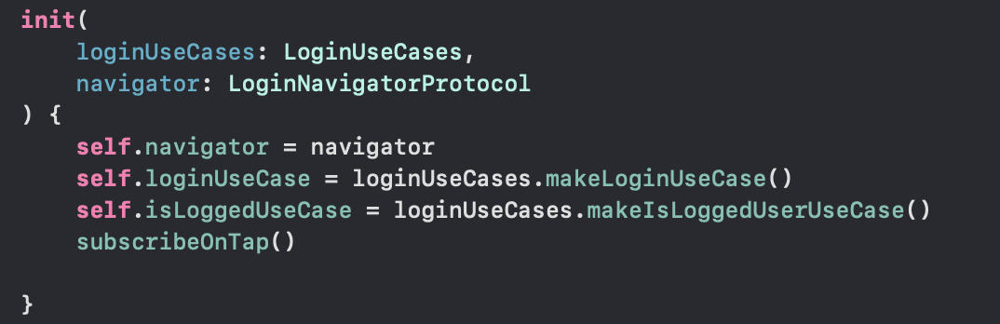 init(
    loginUseCases: LoginUseCases,
    navigator: LoginNavigatorProtocol
) {
    self.navigator = navigator
    self.loginUseCase = loginUseCases.makeLoginUseCase()
    self.isLoggedUseCase = loginUseCases.makeIsLoggedUserUseCase()
    subscribeOnTap()

}